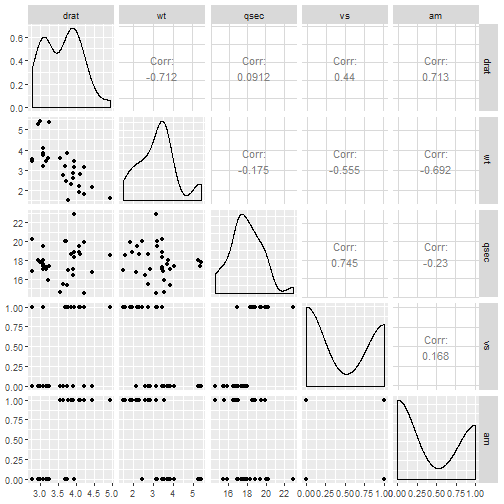 drat wt qsec vs am
0.6
0.4
0.2
0.0
Corr:
-0.712
Corr:
0.0912
Corr:
0.44
Corr:
0.713
drat
5
4
3
2
Corr:
-0.175
Corr:
-0.555
Corr:
-0.692
wt
22
20
18
16
Corr:
0.745
Corr:
-0.23
qsec
1.00
0.75
0.50
0.25
0.00
Corr:
0.168
vs
1.00
0.75
0.50
0.25
0.00
am
3.0 3.5 4.0 4.5 5.0 2 3 4 5 16 18 20 22 0.00 0.25 0.50 0.75 1.00 0.00 0.25 0.50 0.75 1.00